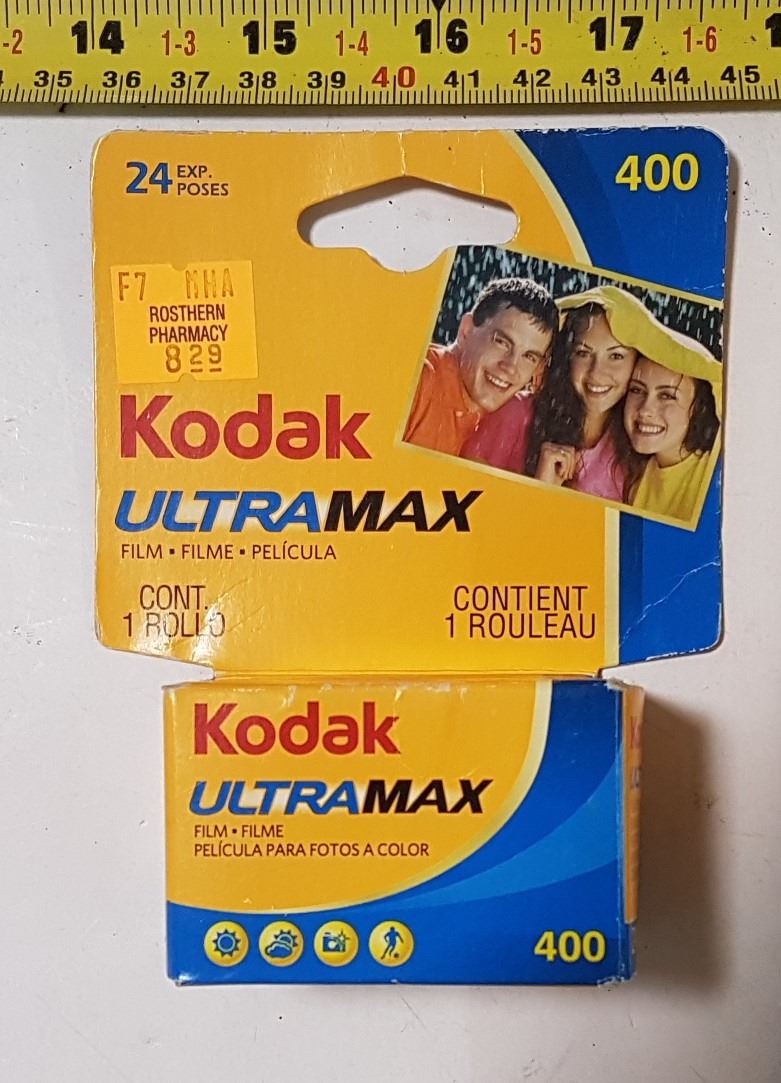 -2 14 1-3 15 1-4 16 1-5 17 1-6
35 36 37 38 39 40 41 42 43 44 45
24 EXP.
POSES
400
F7 MHA
ROSTHERN
PHARMACY
8 29
Kodak
ULTRAMAX
FILM ▪ FILME ▪ PELÍCULA
CONT.
1 ROLLO
CONTIENT
1 ROULEAU
Kodak
ULTRAMAX
FILM • FILME
PELÍCULA PARA FOTOS A COLOR
400